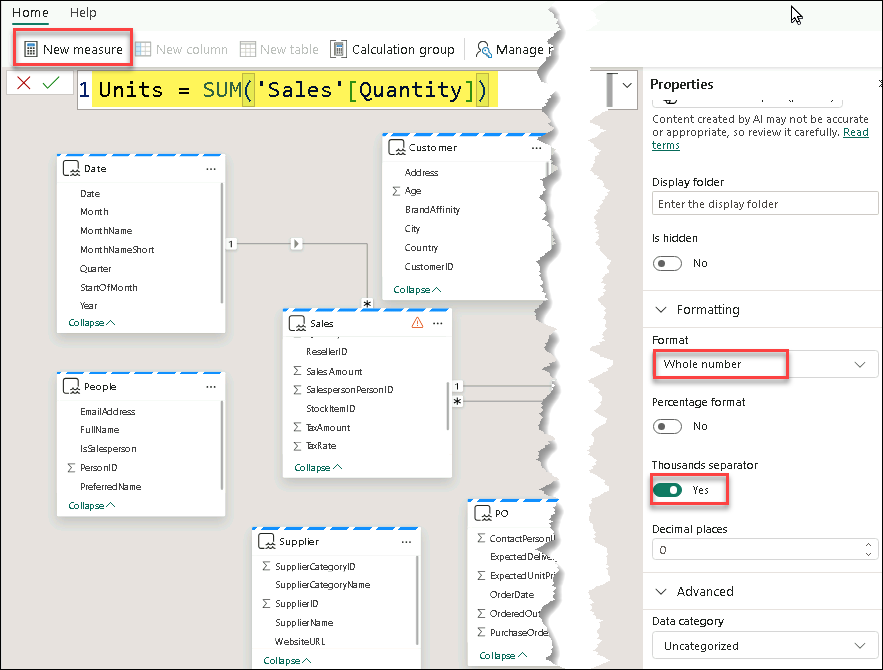 Home Help
New measure New column New table Calculation group Manage r
1 Units = SUM('Sales'[Quantity])
Date
Date
Month
MonthName
MonthNameShort
Quarter
StartOfMonth
Year
Collapse
Customer
Address
Age
BrandAffinity
City
Country
CustomerID
Collapse
1
*
Sales
ResellerID
Sales Amount
SalespersonPersonID
StockItemID
TaxAmount
TaxRate
Collapse
1
*
People
EmailAddress
FullName
IsSalesperson
PersonID
PreferredName
Collapse
Supplier
SupplierCategoryID
SupplierCategoryName
SupplierID
SupplierName
WebsiteURL
Collapse
PO
ContactPersonI
ExpectedDelive
ExpectedUnitPri
OrderDate
OrderedOut
PurchaseOrde
Collapse
Properties
Content created by AI may not be accurate
or appropriate, so review it carefully. Read
terms
Display folder
Enter the display folder
Is hidden
No
Formatting
Format
Whole number
Percentage format
No
Thousands separator
Yes
Decimal places
0
Advanced
Data category
Uncategorized